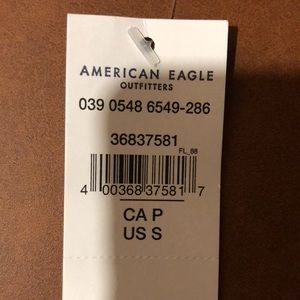 AMERICAN EAGLE
OUTFITTERS
039 0548 6549-286
36837581
FL_88
4 00368 37581 7
CA P
US S